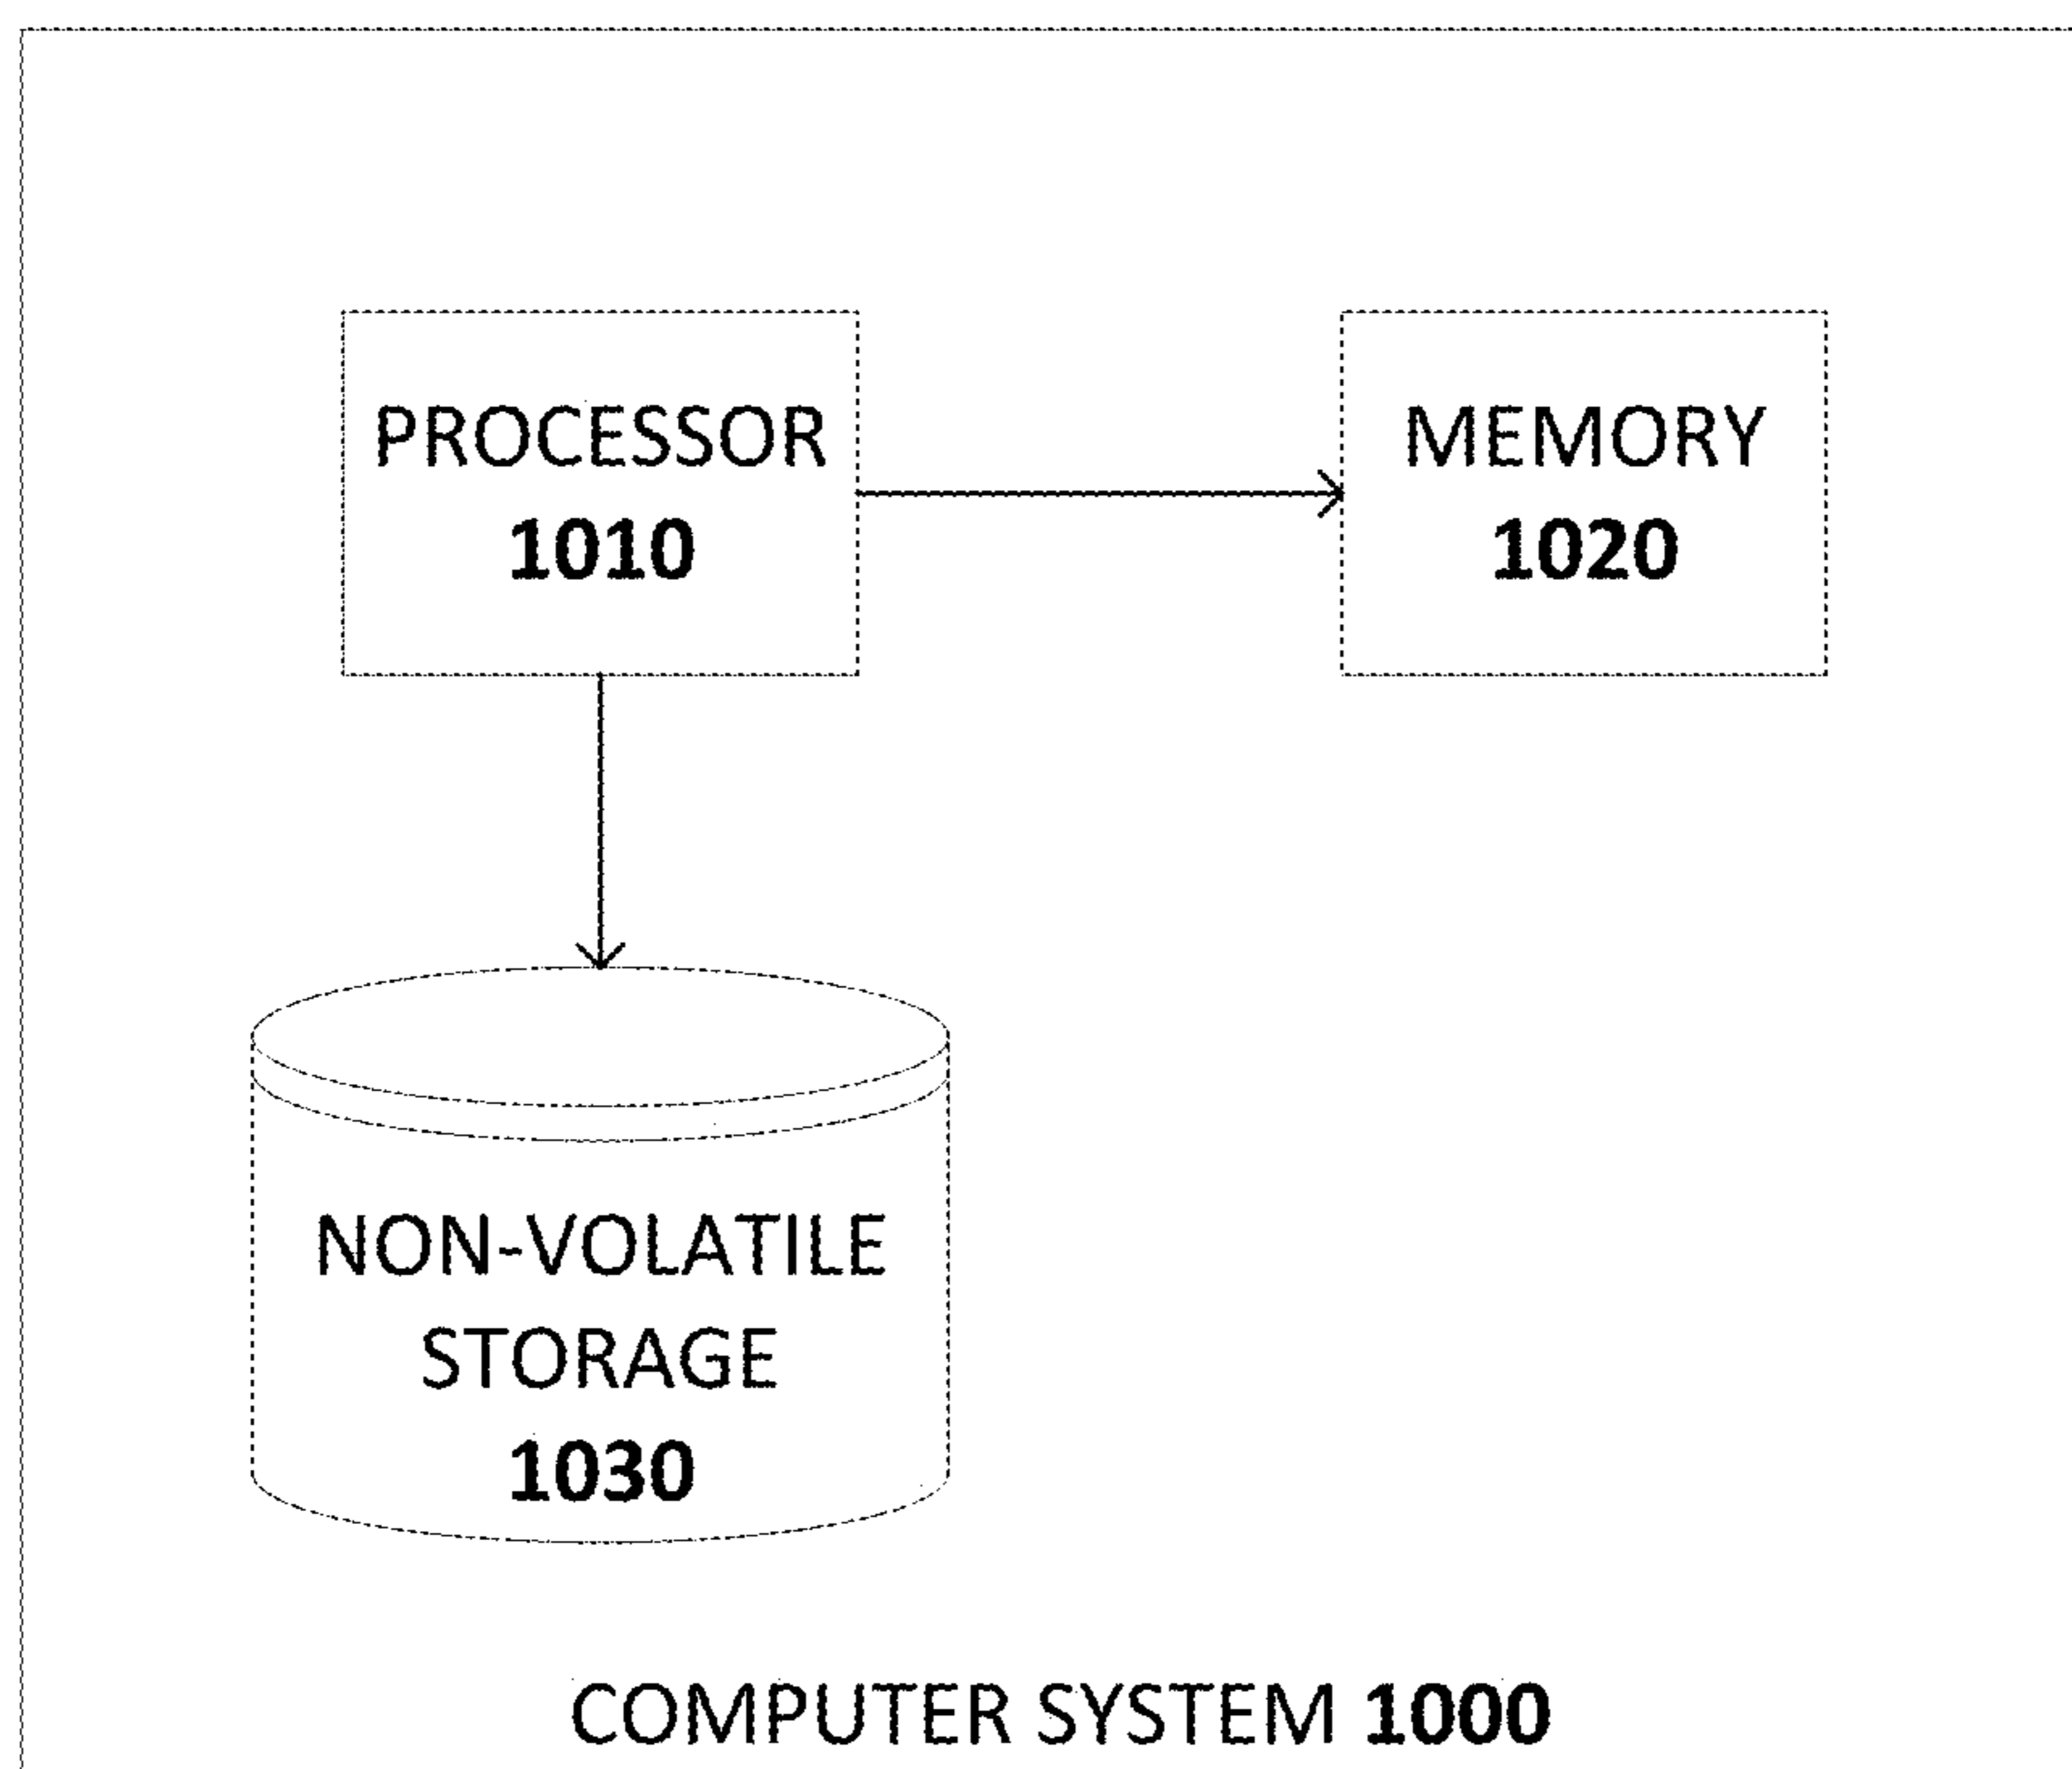 PROCESSOR
1010
MEMORY
1020
NON-VOLATILE
STORAGE
1030
COMPUTER SYSTEM 1000